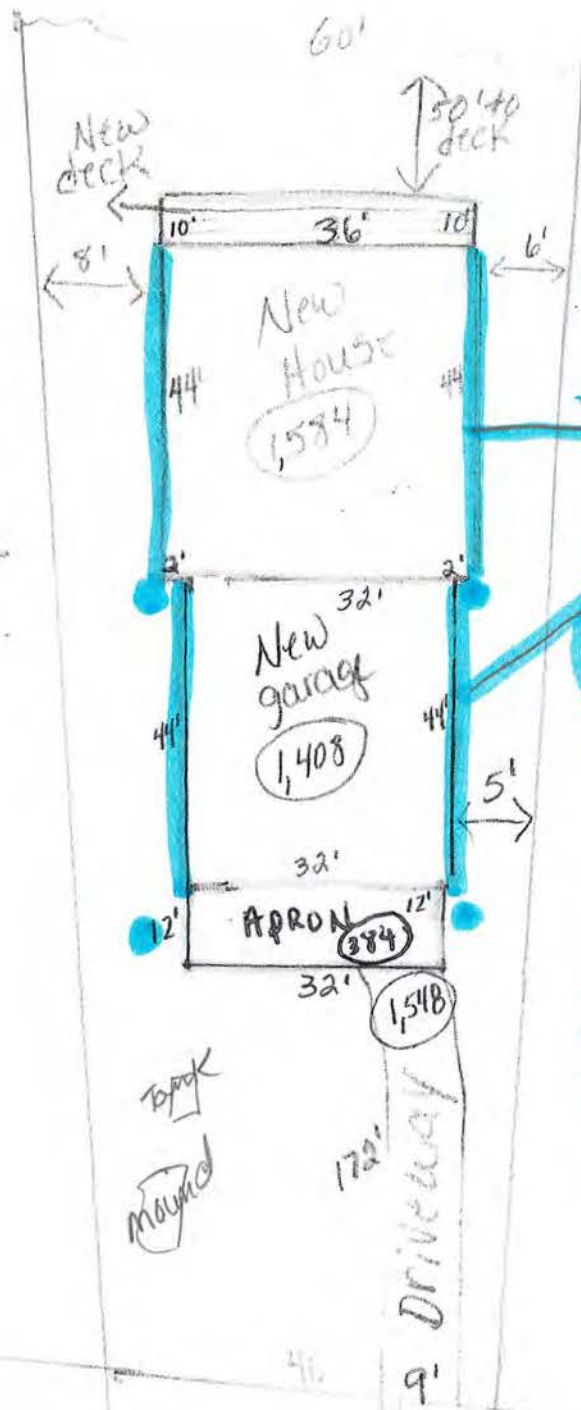 60'
50' to
deck
New
deck
10'
36'
10'
8'
6'
New
House
44'
44'
1,584
2'
2'
32'
New
garage
44'
44'
1,408
5'
32'
12'
APRON
12'
384
32'
1,548
Tank
mound
172'
Driveway
9'